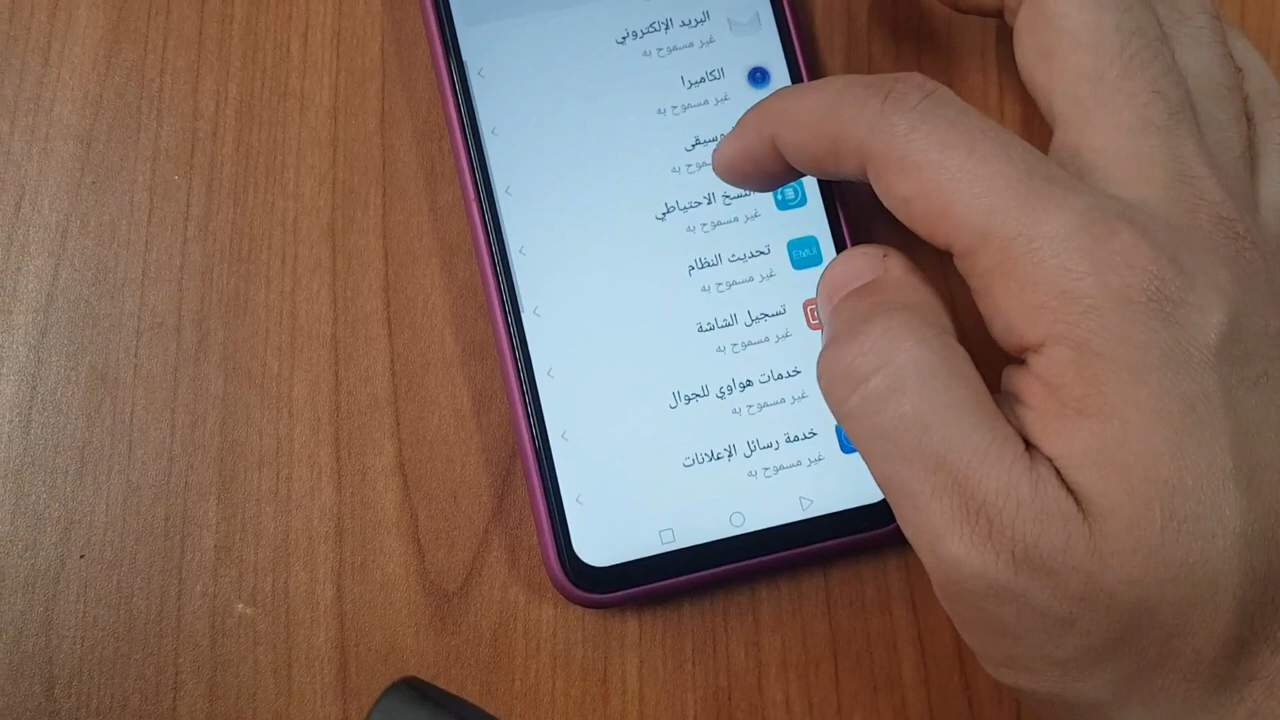 البريد الإلكتروني
غير مسموح به
الكاميرا
غير مسموح به
النسخ الاحتياطي
غير مسموح به
تحديث النظام
EMUI
غير مسموح به
تسجيل الشاشة
غير مسموح به
خدمات هواوي للجوال
غير مسموح به
خدمة رسائل الإعلانات
غير مسموح به